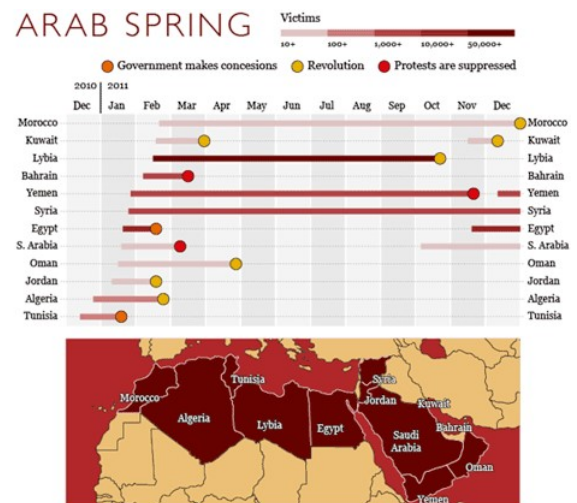 ARAB SPRING
Victims
10+ 100+ 1,000+ 10,000+ 50,000+
Government makes concesions Revolution Protests are suppressed
2010 2011
Dec Jan Feb Mar Apr May Jun Jul Aug Sep Oct Nov Dec
Morocco Morocco
Kuwait Kuwait
Lybia Lybia
Bahrain Bahrain
Yemen Yemen
Syria Syria
Egypt Egypt
S. Arabia S. Arabia
Oman Oman
Jordan Jordan
Algeria Algeria
Tunisia Tunisia
Tunisia Syria
Morocco Jordan Kuwait
Algeria Lybia Egypt Bahrain
Saudi
Arabia
Oman
Yemen